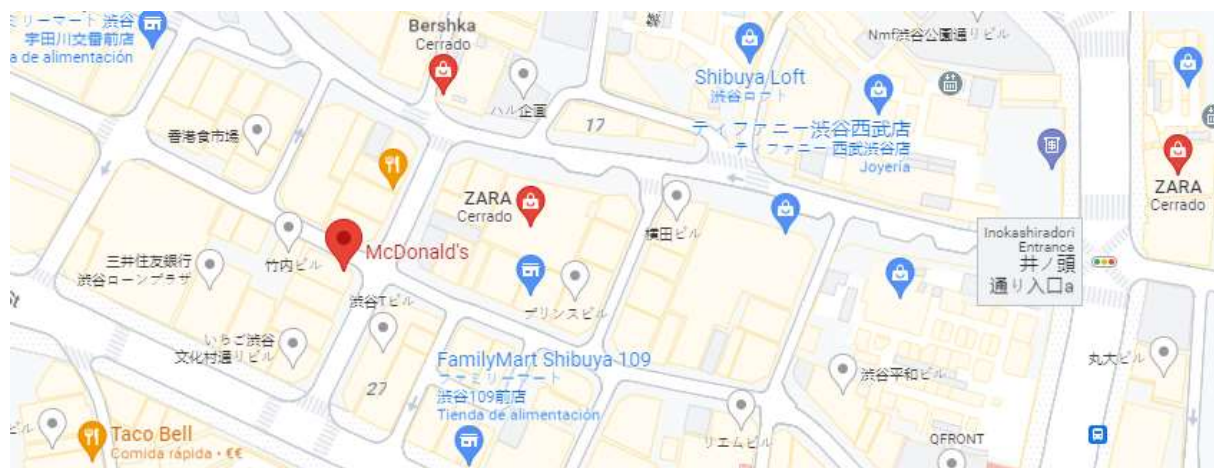 ミリーマート 渋谷
宇田川交番前店
a de alimentación
Bershka
Cerrado
ハル企画
17
Shibuya Loft
渋谷ロフト
Nmf渋谷公園通りビル
ティファニー渋谷西武店
ティファニー 西武渋谷店
Joyería
香港食市場
ZARA
Cerrado
横田ビル
ZARA
Cerrado
Inokashiradori
Entrance
井ノ頭
通り入口a
McDonald's
竹内ビル
三井住友銀行
渋谷ローンプラザ
渋谷Tビル
プリンスビル
St
いちご渋谷
文化村通りビル
27
FamilyMart Shibuya 109
ファミリーマート
渋谷109前店
Tienda de alimentación
渋谷平和ビル
丸大ビル
リエムビル
QFRONT
ビル
Taco Bell
Comida rápida · €€